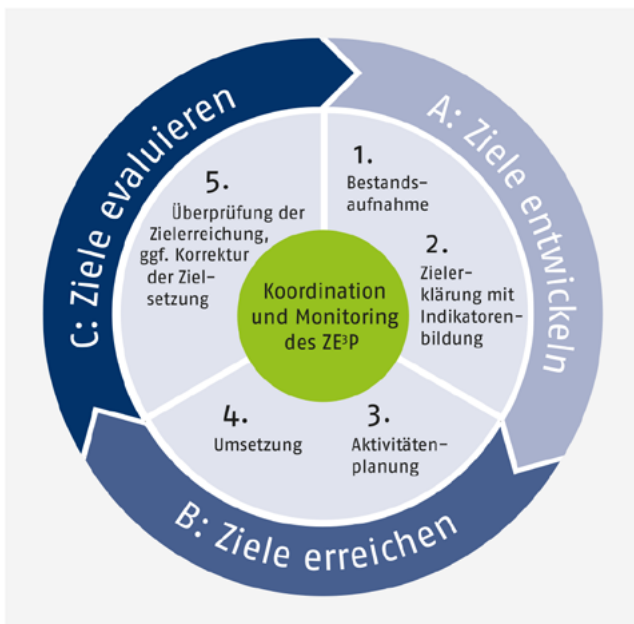 A: Ziele entwickeln
1.
Bestands-
aufnahme
2.
Zieler-
klärung mit
Indikatoren-
bildung
B: Ziele erreichen
3.
Aktivitäten-
planung
4.
Umsetzung
C: Ziele evaluieren
5.
Überprüfung der
Zielerreichung,
ggf. Korrektur
der Ziel-
setzung
Koordination
und Monitoring
des ZE³P